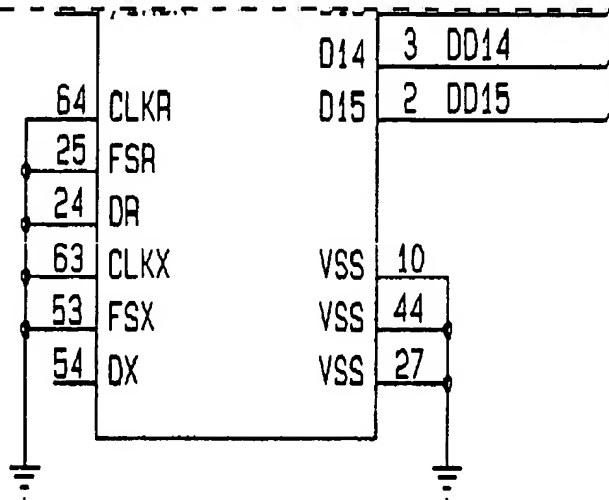 D14 3 DD14
64 CLKR D15 2 DD15
25 FSR
24 DR
63 CLKX VSS 10
53 FSX VSS 44
54 DX VSS 27